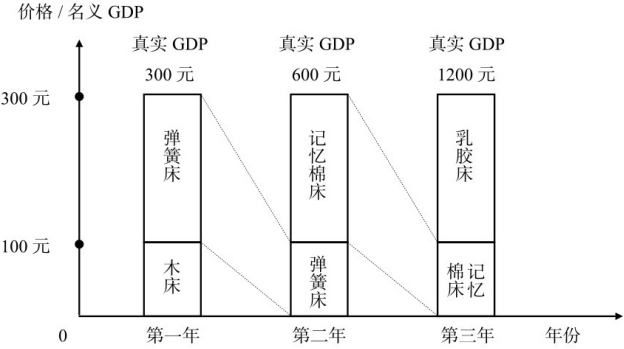 价格 / 名义 GDP
真实 GDP
300 元
真实 GDP
600 元
真实 GDP
1200 元
300 元
100 元
弹簧床
木床
记忆棉床
弹簧床
乳胶床
记忆棉床
0
第一年
第二年
第三年
年份